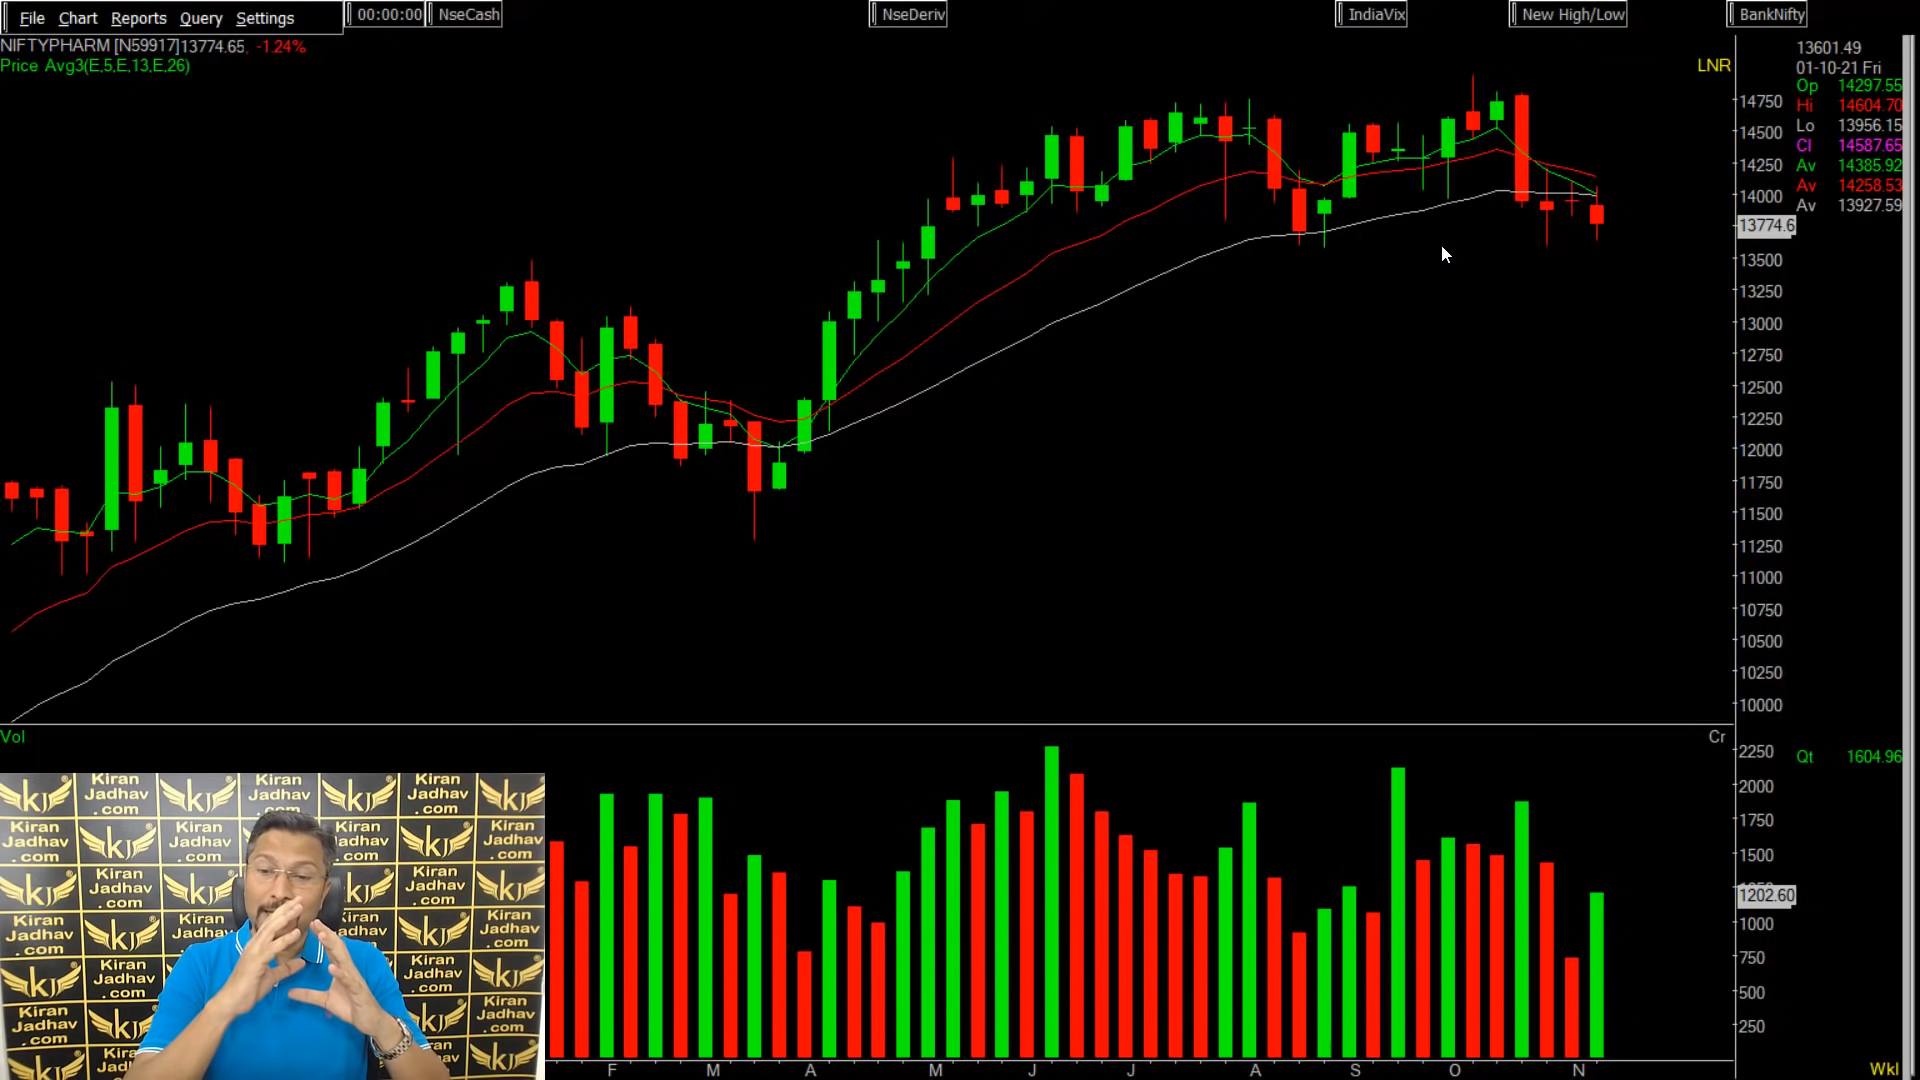 File Chart Reports Query Settings
00:00:00 NseCash
NseDeriv
IndiaVix
New High/Low
BankNifty
NIFTYPHARM [N59917]13774.65, -1.24%
Price Avg3(E,5,E,13,E,26)
LNR
13601.49
01-10-21 Fri
Op 14297.55
Hi 14604.70
Lo 13956.15
Cl 14587.65
Av 14385.92
Av 14258.53
Av 13927.59
14750
14500
14250
14000
13774.6
13500
13250
13000
12750
12500
12250
12000
11750
11500
11250
11000
10750
10500
10250
10000
Vol
Cr
2250
2000
1750
1500
1202.60
1000
750
500
250
Qt 1604.96
F M A M J J A S O N
Wkl
Kiran
Jadhav
.com
KJ